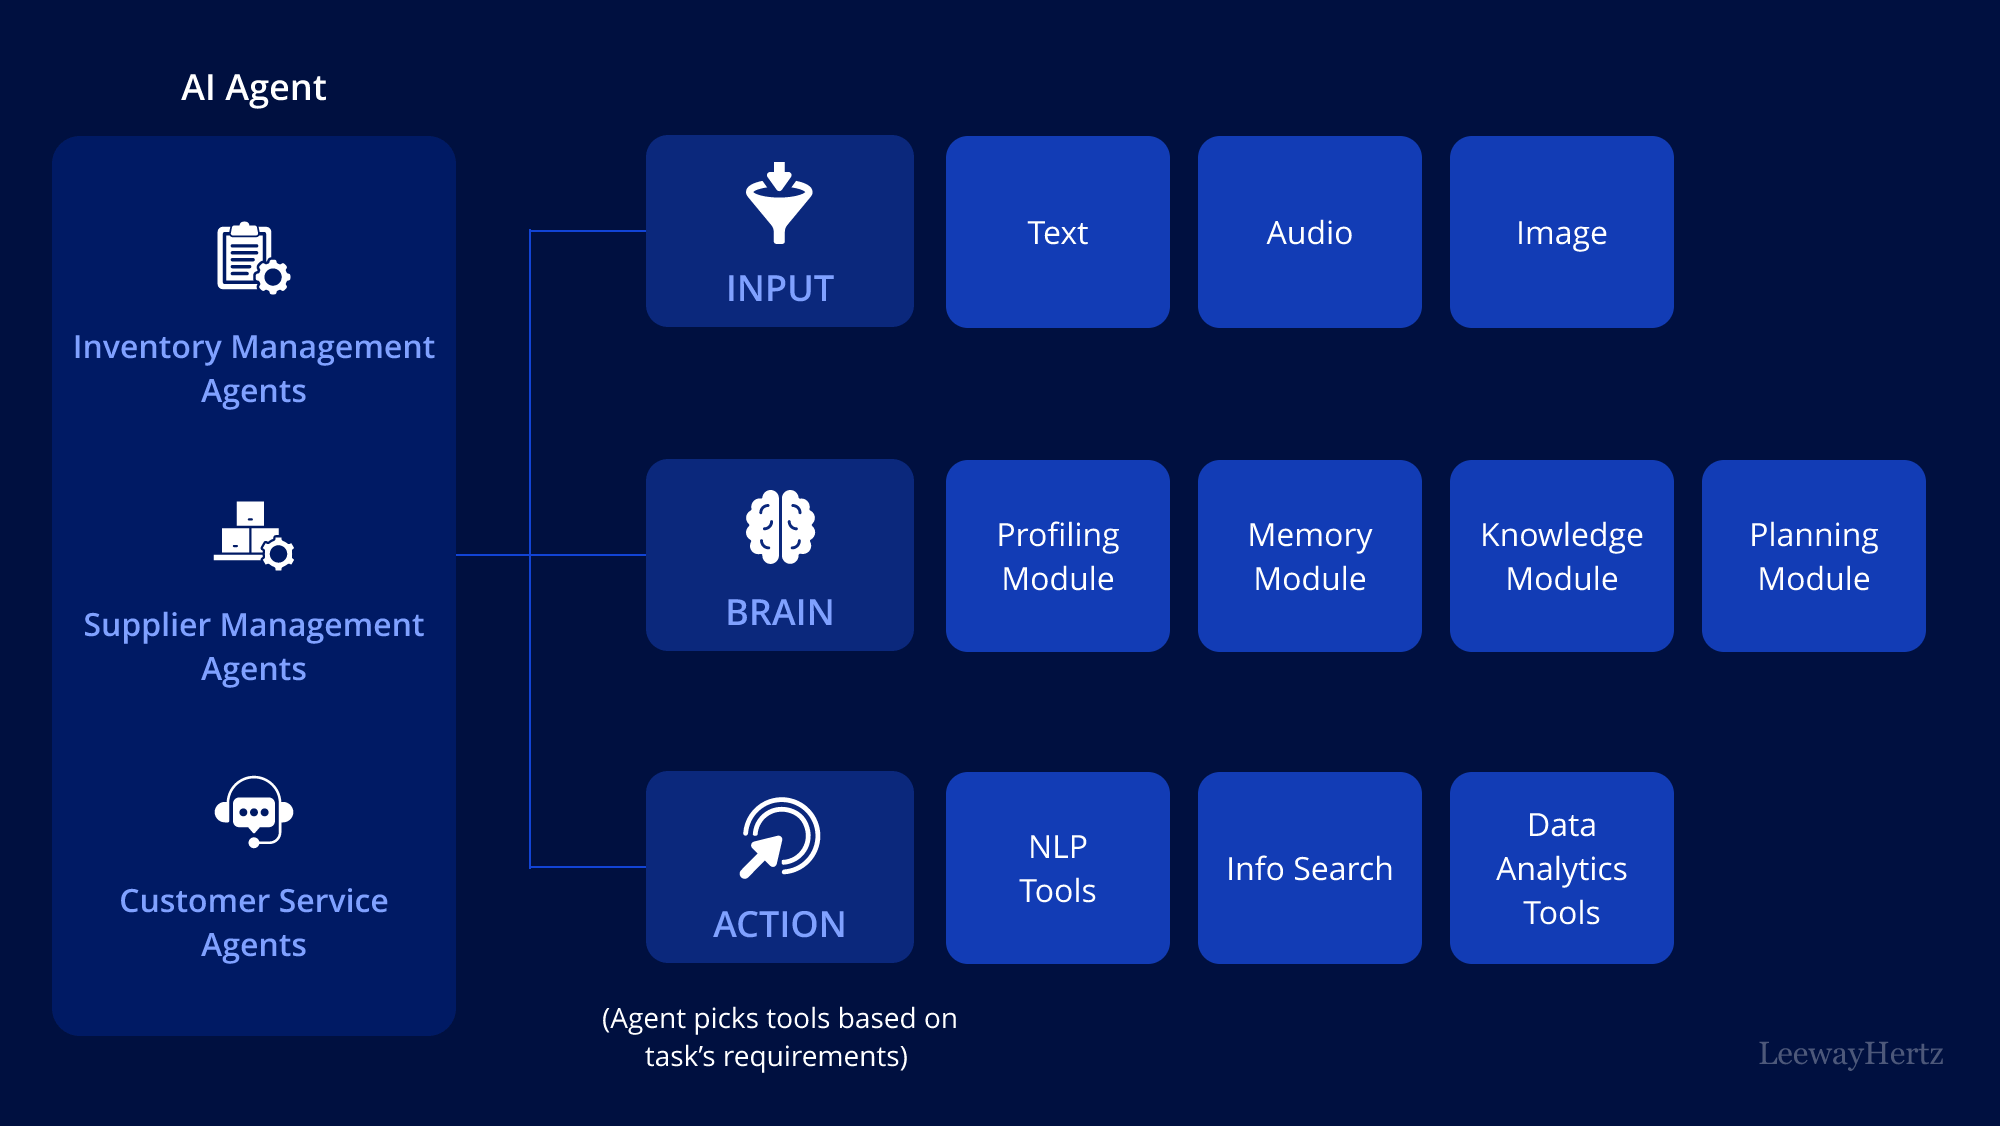 AI Agent
Inventory Management
Agents
Supplier Management
Agents
Customer Service
Agents
INPUT
Text
Audio
Image
BRAIN
Profiling
Module
Memory
Module
Knowledge
Module
Planning
Module
ACTION
NLP
Tools
Info Search
Data
Analytics
Tools
(Agent picks tools based on
task’s requirements)
LeewayHertz